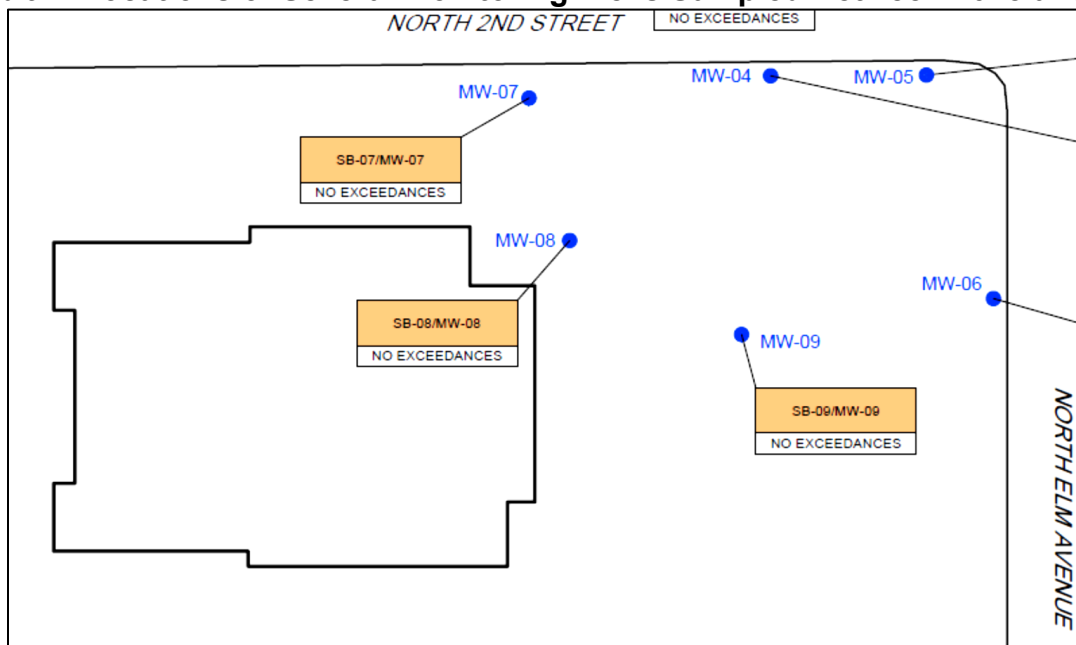 NORTH 2ND STREET
NO EXCEEDANCES
MW-07
MW-04
MW-05
SB-07/MW-07
NO EXCEEDANCES
MW-08
MW-06
SB-08/MW-08
NO EXCEEDANCES
MW-09
SB-09/MW-09
NO EXCEEDANCES
NORTH ELM AVENUE